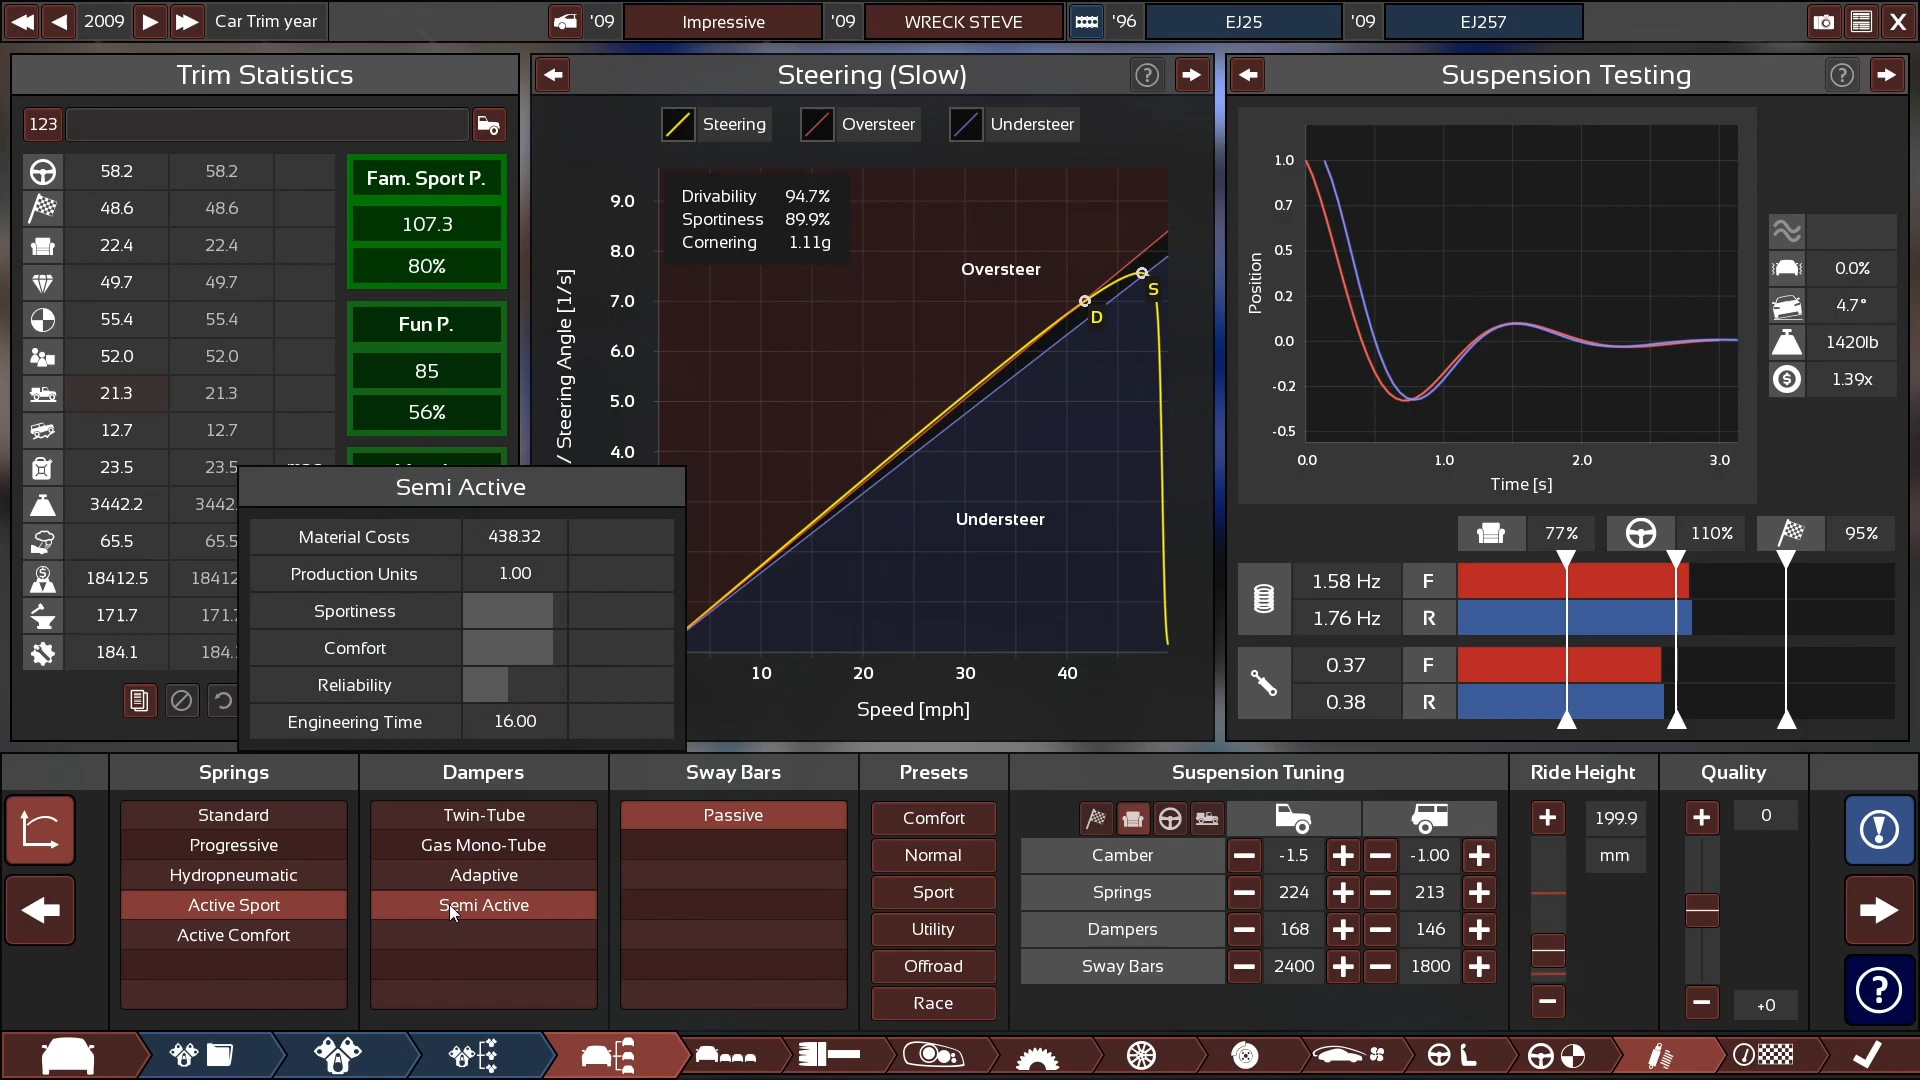 2009 Car Trim year '09 Impressive '09 WRECK STEVE '96 EJ25 '09 EJ257 X
Trim Statistics
123
58.2 58.2
48.6 48.6
22.4 22.4
49.7 49.7
55.4 55.4
52.0 52.0
21.3 21.3
12.7 12.7
23.5 23.5
3442.2 3442.
65.5 65.5
18412.5 18412
171.7 171.7
184.1 184.
Fam. Sport P.
107.3
80%
Fun P.
85
56%
Semi Active
Material Costs 438.32
Production Units 1.00
Sportiness
Comfort
Reliability
Engineering Time 16.00
Steering (Slow) ?
Steering Oversteer Understeer
Drivability 94.7%
Sportiness 89.9%
Cornering 1.11g
9.0
8.0
7.0
6.0
5.0
4.0
/ Steering Angle [1/s]
Oversteer
S
D
Understeer
10 20 30 40
Speed [mph]
Suspension Testing ?
1.0
0.7
0.5
0.2
0.0
-0.2
-0.5
Position
0.0 1.0 2.0 3.0
Time [s]
0.0%
4.7°
1420lb
$ 1.39x
77% 110% 95%
1.58 Hz F
1.76 Hz R
0.37 F
0.38 R
Springs
Standard
Progressive
Hydropneumatic
Active Sport
Active Comfort
Dampers
Twin-Tube
Gas Mono-Tube
Adaptive
Semi Active
Sway Bars
Passive
Presets
Comfort
Normal
Sport
Utility
Offroad
Race
Suspension Tuning
Camber -1.5 -1.00
Springs 224 213
Dampers 168 146
Sway Bars 2400 1800
Ride Height
199.9
mm
Quality
0
+0
!
?